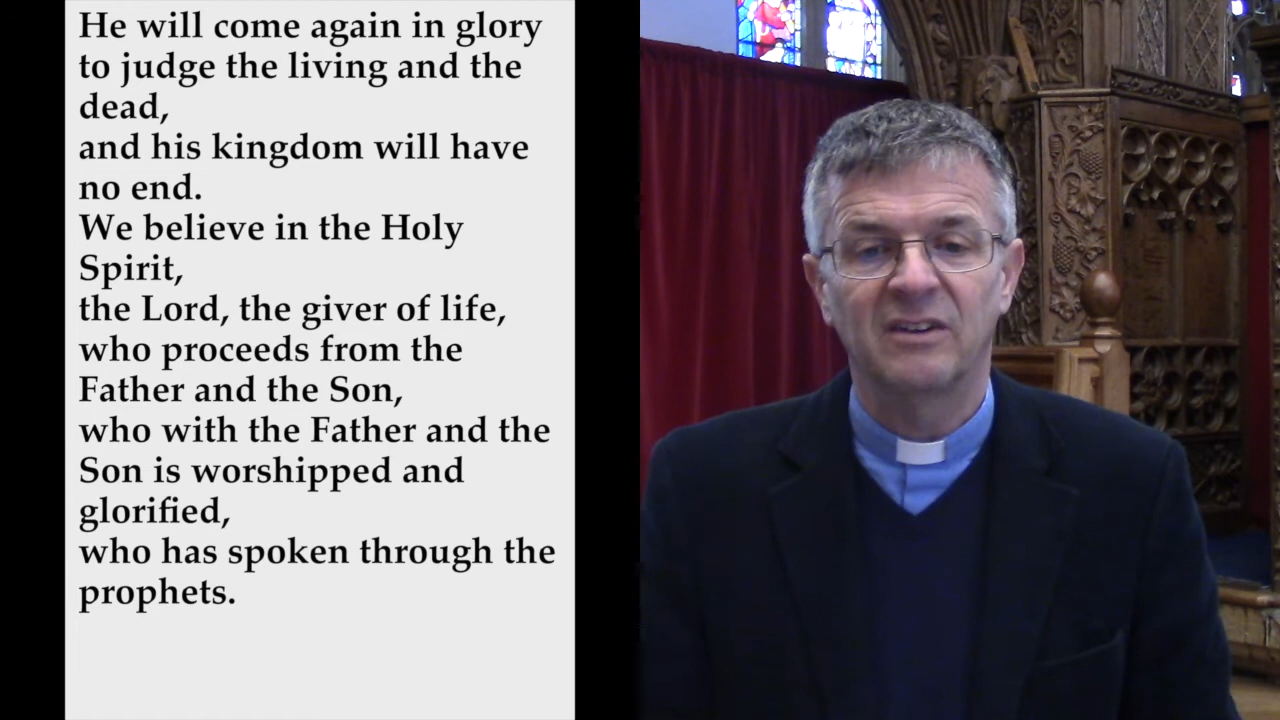 He will come again in glory
to judge the living and the
dead,
and his kingdom will have
no end.
We believe in the Holy
Spirit,
the Lord, the giver of life,
who proceeds from the
Father and the Son,
who with the Father and the
Son is worshipped and
glorified,
who has spoken through the
prophets.